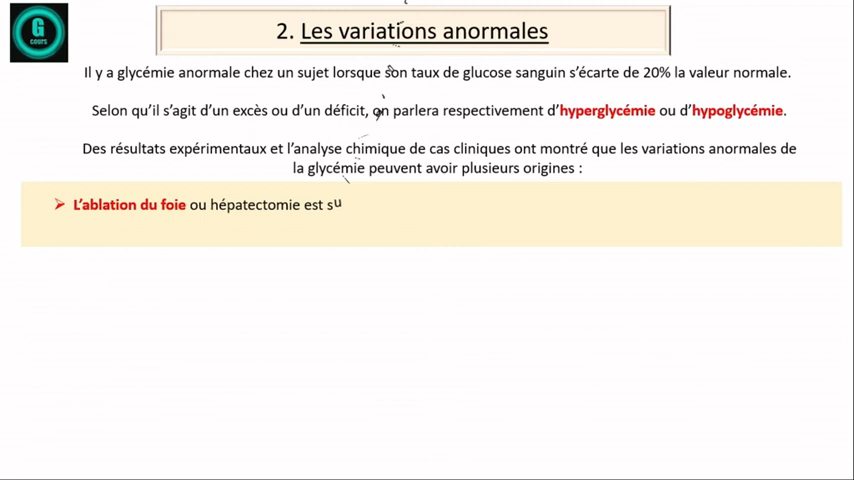 G
cours
2. Les variations anormales
Il y a glycémie anormale chez un sujet lorsque son taux de glucose sanguin s'écarte de 20% la valeur normale.
Selon qu'il s'agit d'un excès ou d'un déficit, on parlera respectivement d'hyperglycémie ou d'hypoglycémie.
Des résultats expérimentaux et l'analyse chimique de cas cliniques ont montré que les variations anormales de
la glycémie peuvent avoir plusieurs origines :
➢ L'ablation du foie ou hépatectomie est su